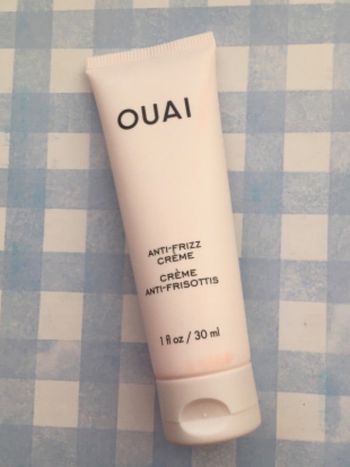 OUAI
ANTI-FRIZZ
CRÈME
CRÈME
ANTI-FRISOTTIS
1 fl oz / 30 ml